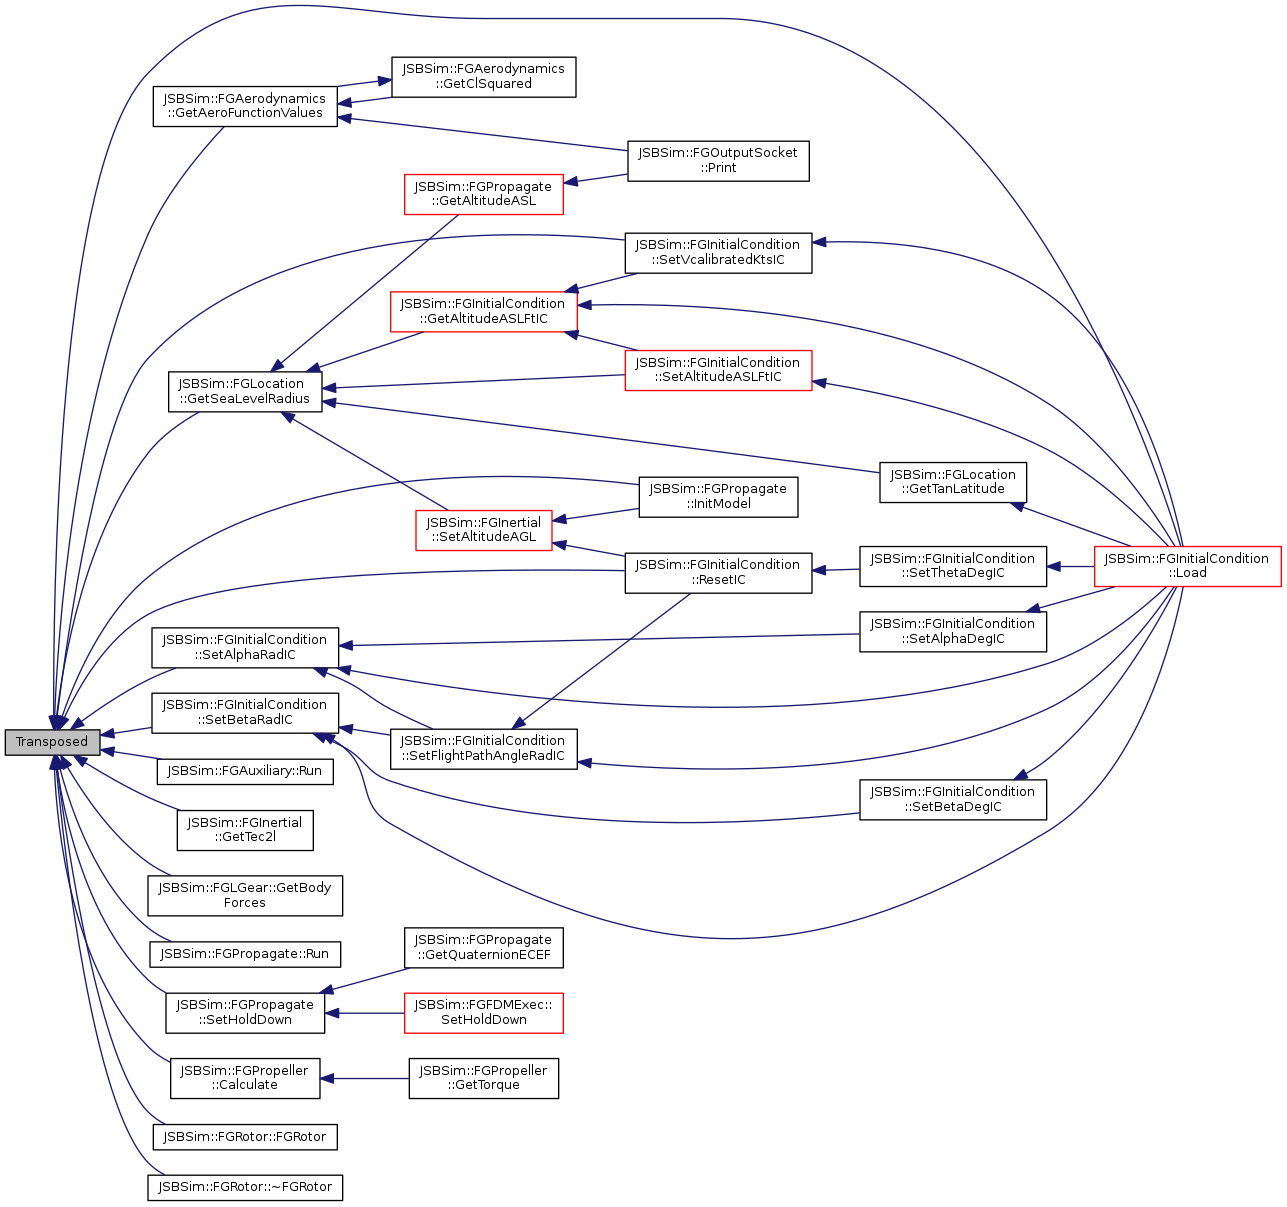 JSBSim::FGAerodynamics
::GetClSquared
JSBSim::FGAerodynamics
::GetAeroFunctionValues
JSBSim::FGOutputSocket
::Print
JSBSim::FGPropagate
::GetAltitudeASL
JSBSim::FGInitialCondition
::SetVcalibratedKtsIC
JSBSim::FGInitialCondition
::GetAltitudeASLFtIC
JSBSim::FGInitialCondition
::SetAltitudeASLFtIC
JSBSim::FGLocation
::GetSeaLevelRadius
JSBSim::FGLocation
::GetTanLatitude
JSBSim::FGPropagate
::InitModel
JSBSim::FGInertial
::SetAltitudeAGL
JSBSim::FGInitialCondition
::ResetIC
JSBSim::FGInitialCondition
::SetThetaDegIC
JSBSim::FGInitialCondition
::Load
JSBSim::FGInitialCondition
::SetAlphaDegIC
JSBSim::FGInitialCondition
::SetAlphaRadIC
JSBSim::FGInitialCondition
::SetBetaRadIC
Transposed
JSBSim::FGInitialCondition
::SetFlightPathAngleRadIC
JSBSim::FGAuxiliary::Run
JSBSim::FGInitialCondition
::SetBetaDegIC
JSBSim::FGInertial
::GetTec2l
JSBSim::FGLGear::GetBody
Forces
JSBSim::FGPropagate::Run
JSBSim::FGPropagate
::GetQuaternionECEF
JSBSim::FGPropagate
::SetHoldDown
JSBSim::FGFDMExec::
SetHoldDown
JSBSim::FGPropeller
::Calculate
JSBSim::FGPropeller
::GetTorque
JSBSim::FGRotor::FGRotor
JSBSim::FGRotor::~FGRotor